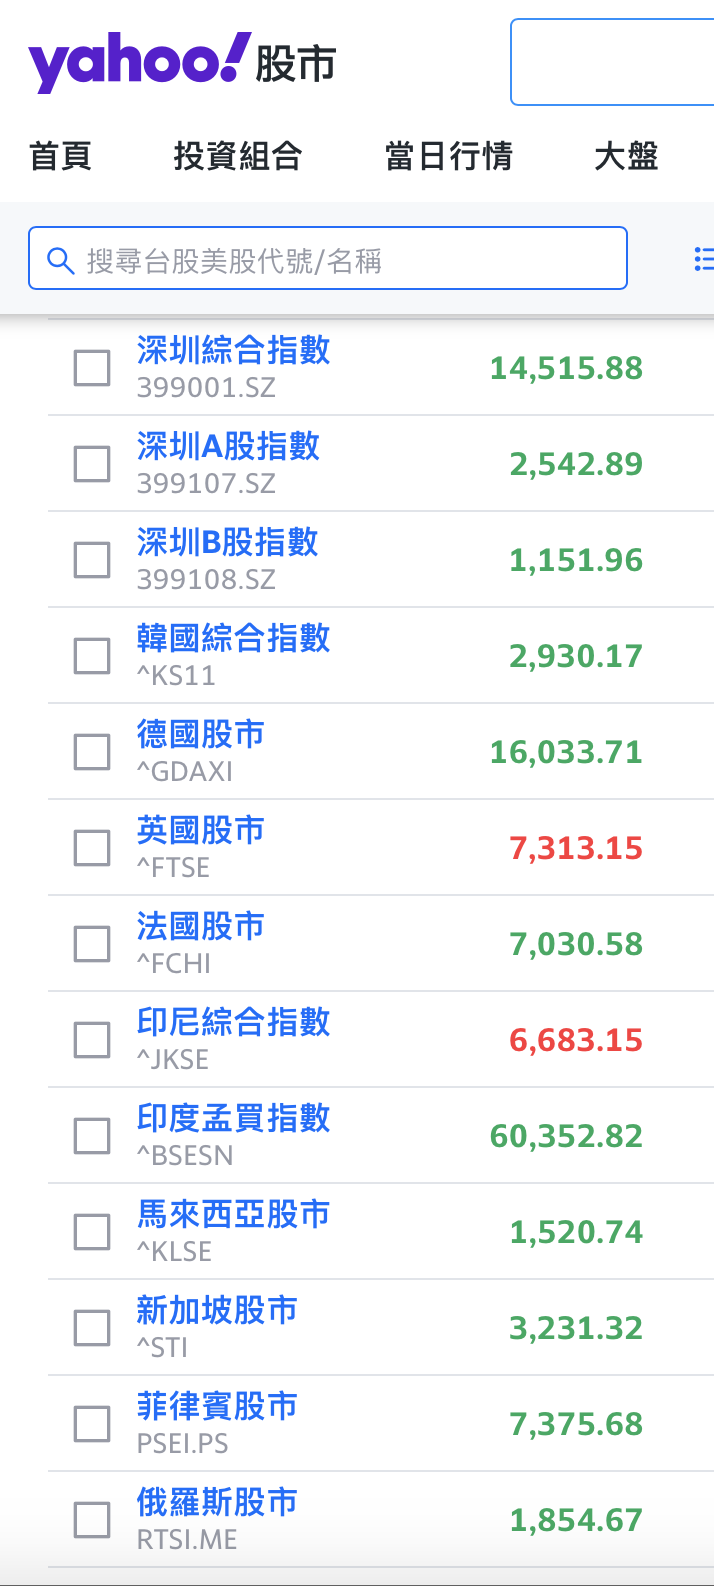 yahoo!股市
首頁 投資組合 當日行情 大盤
搜尋台股美股代號/名稱
深圳綜合指數 14,515.88
399001.SZ
深圳A股指數 2,542.89
399107.SZ
深圳B股指數 1,151.96
399108.SZ
韓國綜合指數 2,930.17
^KS11
德國股市 16,033.71
^GDAXI
英國股市 7,313.15
^FTSE
法國股市 7,030.58
^FCHI
印尼綜合指數 6,683.15
^JKSE
印度孟買指數 60,352.82
^BSESN
馬來西亞股市 1,520.74
^KLSE
新加坡股市 3,231.32
^STI
菲律賓股市 7,375.68
PSEI.PS
俄羅斯股市 1,854.67
RTSI.ME